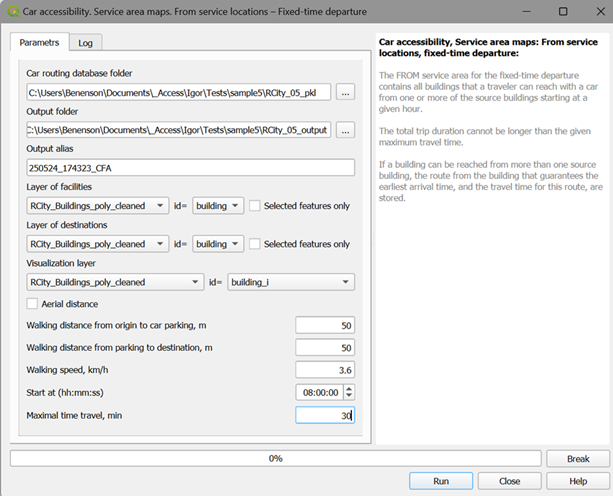 Car accessibility. Service area maps. From service locations – Fixed-time departure
Parametrs
Log
Car routing database folder
C:\Users\Benenson\Documents\_Access\Igor\Tests\sample5\RCity_05_pkl
...
Output folder
C:\Users\Benenson\Documents\_Access\Igor\Tests\sample5\RCity_05_output
...
Output alias
250524_174323_CFA
Layer of facilities
RCity_Buildings_poly_cleaned id= building Selected features only
Layer of destinations
RCity_Buildings_poly_cleaned id= building Selected features only
Visualization layer
RCity_Buildings_poly_cleaned id= building_i
Aerial distance
Walking distance from origin to car parking, m 50
Walking distance from parking to destination, m 50
Walking speed, km/h 3.6
Start at (hh:mm:ss) 08:00:00
Maximal time travel, min 30
Car accessibility, Service area maps: From service
locations, fixed-time departure:
The FROM service area for the fixed-time departure
contains all buildings that a traveler can reach with a car
from one or more of the source buildings starting at a
given hour.
The total trip duration cannot be longer than the given
maximum travel time.
If a building can be reached from more than one source
building, the route from the building that guarantees the
earliest arrival time, and the travel time for this route, are
stored.
0%
Break
Run
Close
Help